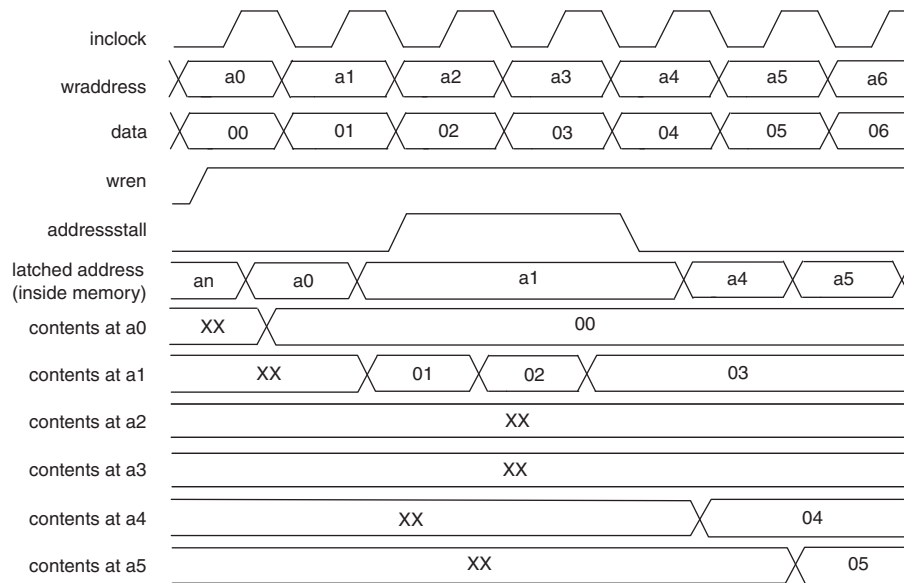 inclock
wraddress a0 a1 a2 a3 a4 a5 a6
data 00 01 02 03 04 05 06
wren
addressstall
latched address
(inside memory) an a0 a1 a4 a5
contents at a0 XX 00
contents at a1 XX 01 02 03
contents at a2 XX
contents at a3 XX
contents at a4 XX 04
contents at a5 XX 05